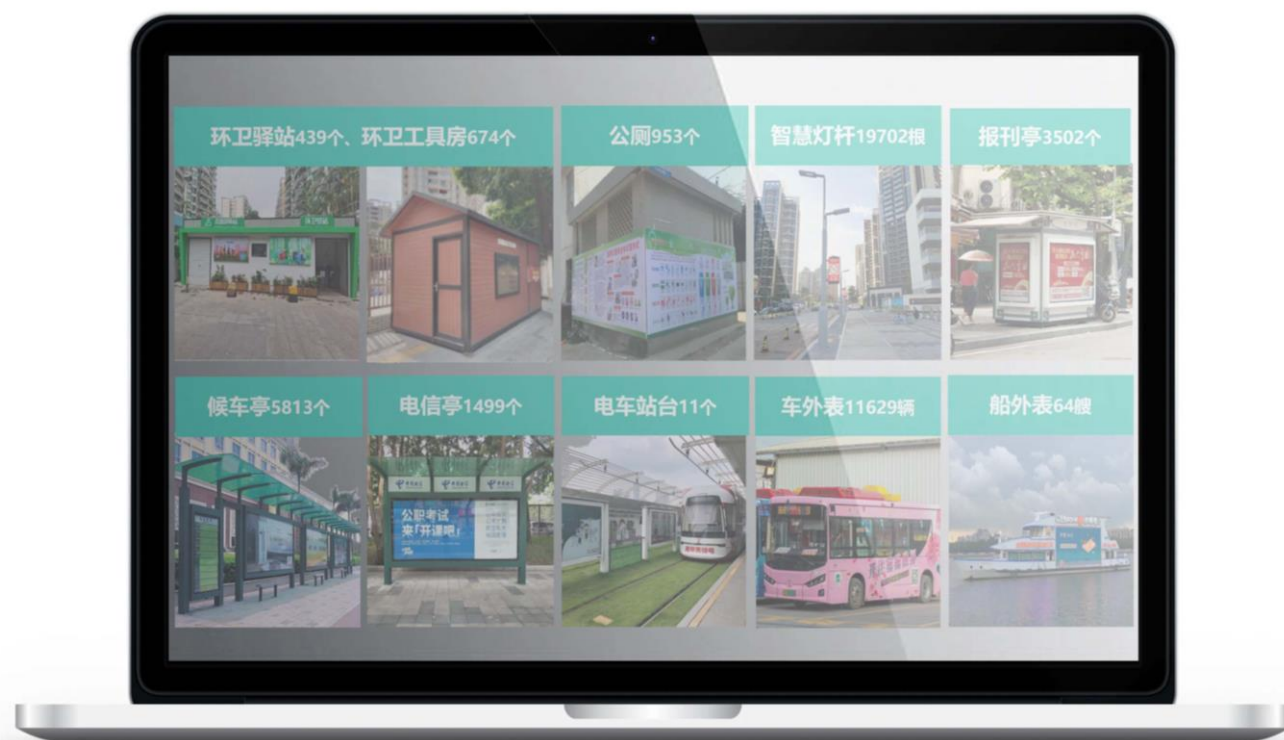 环卫驿站439个、环卫工具房674个
公厕953个
智慧灯杆19702根
报刊亭3502个
候车亭5813个
电信亭1499个
电车站台11个
车外表11629辆
船外表64艘
公职考试
来「开课吧」